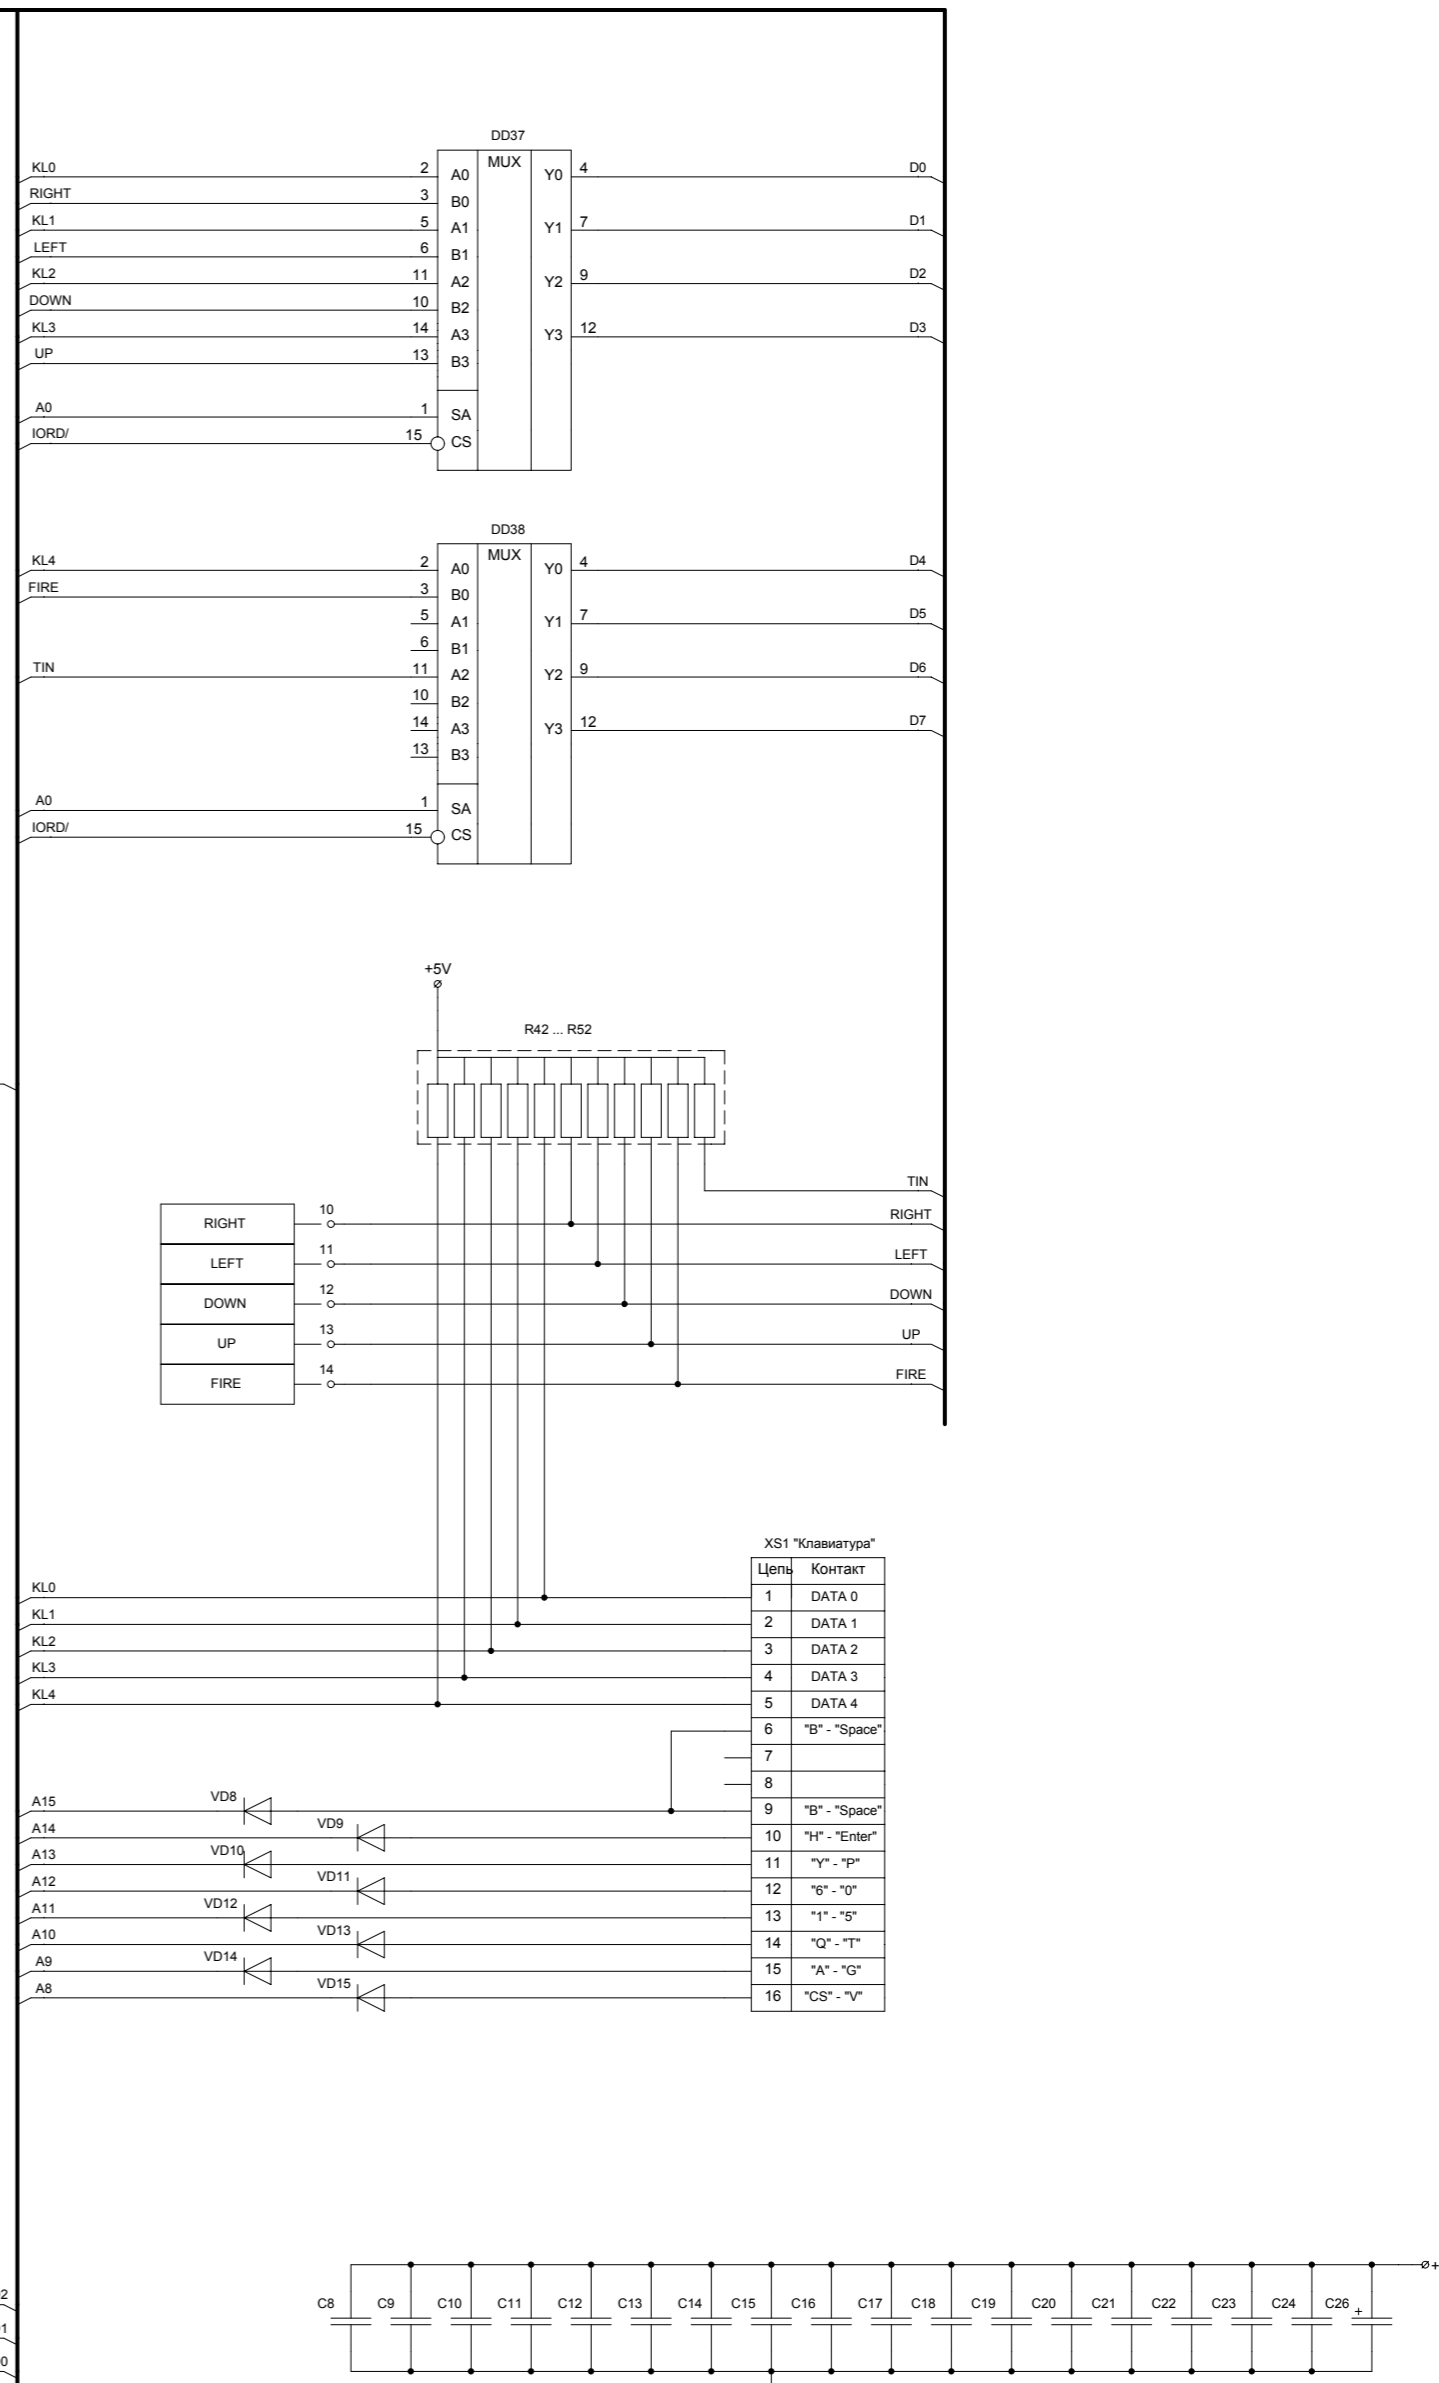 DD37
MUX
KL0 2 A0 Y0 4 D0
RIGHT 3 B0
KL1 5 A1 Y1 7 D1
LEFT 6 B1
KL2 11 A2 Y2 9 D2
DOWN 10 B2
KL3 14 A3 Y3 12 D3
UP 13 B3
A0 1 SA
IORD/ 15 CS
DD38
MUX
KL4 2 A0 Y0 4 D4
FIRE 3 B0
5 A1 Y1 7 D5
6 B1
TIN 11 A2 Y2 9 D6
10 B2
14 A3 Y3 12 D7
13 B3
A0 1 SA
IORD/ 15 CS
+5V
R42 ... R52
TIN
RIGHT 10 RIGHT
LEFT 11 LEFT
DOWN 12 DOWN
UP 13 UP
FIRE 14 FIRE
XS1 "Клавиатура"
Цепь Контакт
KL0 1 DATA 0
KL1 2 DATA 1
KL2 3 DATA 2
KL3 4 DATA 3
KL4 5 DATA 4
6 "B" - "Space"
7
8
A15 VD8 9 "B" - "Space"
A14 VD9 10 "H" - "Enter"
A13 VD10 11 "Y" - "P"
A12 VD11 12 "6" - "0"
A11 VD12 13 "1" - "5"
A10 VD13 14 "Q" - "T"
A9 VD14 15 "A" - "G"
A8 VD15 16 "CS" - "V"
+
C8 C9 C10 C11 C12 C13 C14 C15 C16 C17 C18 C19 C20 C21 C22 C23 C24 C26 +